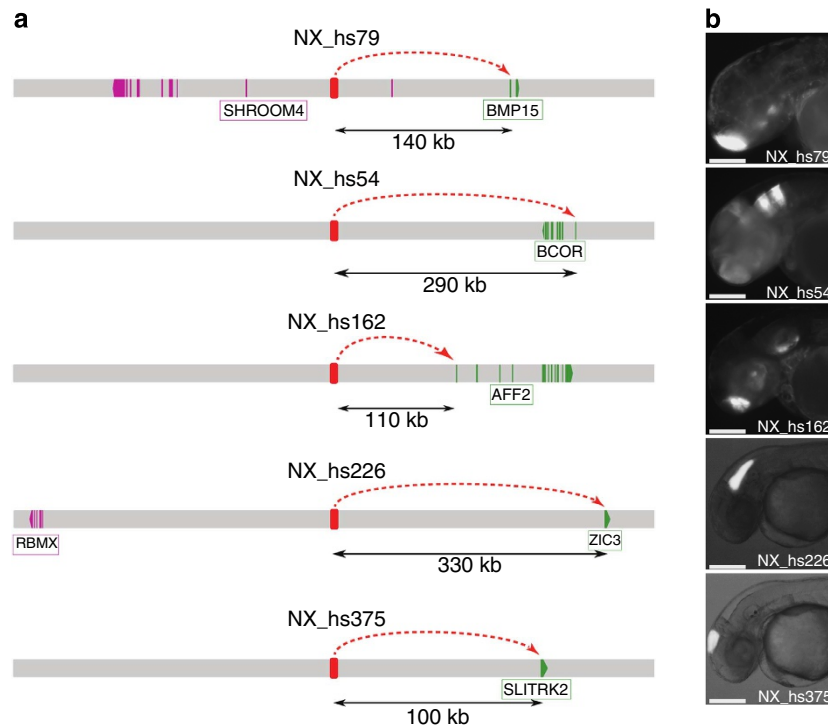 a
NX_hs79
SHROOM4
BMP15
140 kb
NX_hs54
BCOR
290 kb
NX_hs162
AFF2
110 kb
NX_hs226
RBMX
ZIC3
330 kb
NX_hs375
SLITRK2
100 kb
b
NX_hs79
NX_hs54
NX_hs162
NX_hs226
NX_hs375